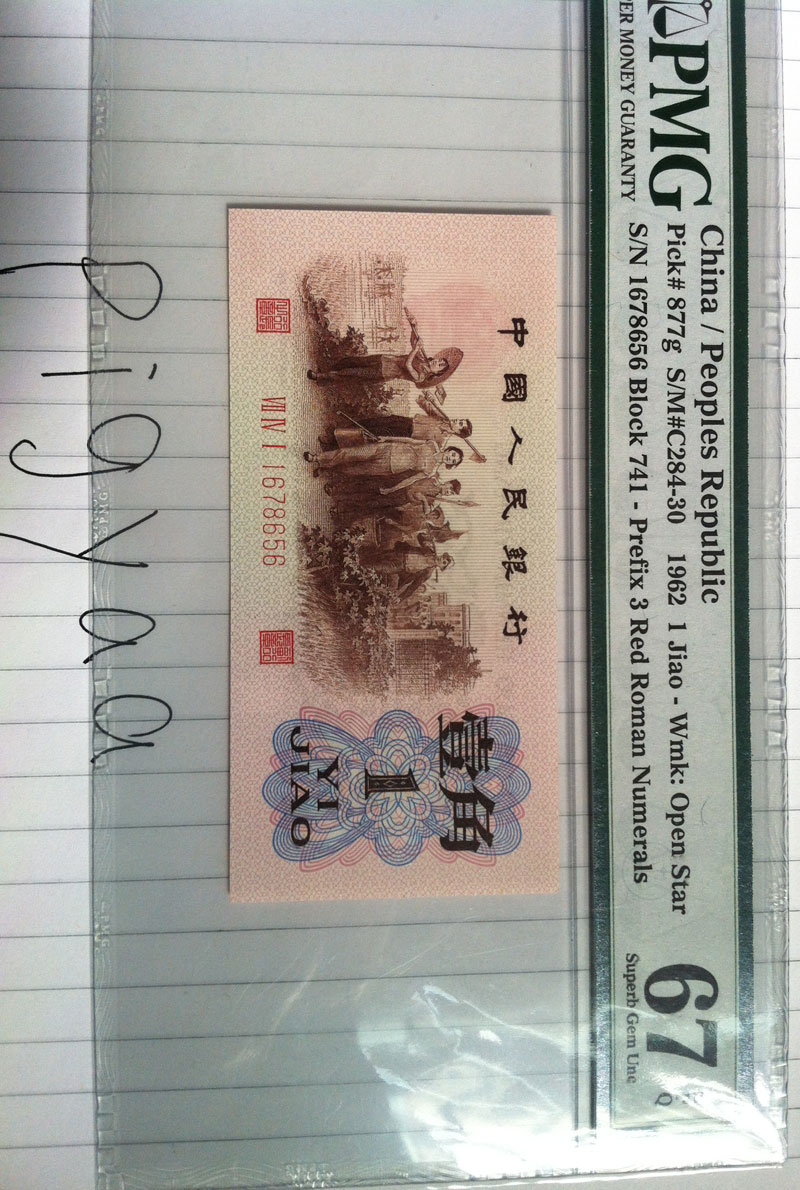 PMG
PER MONEY GUARANTY
China / Peoples Republic
Pick# 877g S/M#C284-30 1962 1 Jiao - Wmk: Open Star
S/N 1678656 Block 741 - Prefix 3 Red Roman Numerals
67
Superb Gem Unc
中國人民銀行
壹角
1
YI
JIAO
VII IV I 1678656
pigyaa